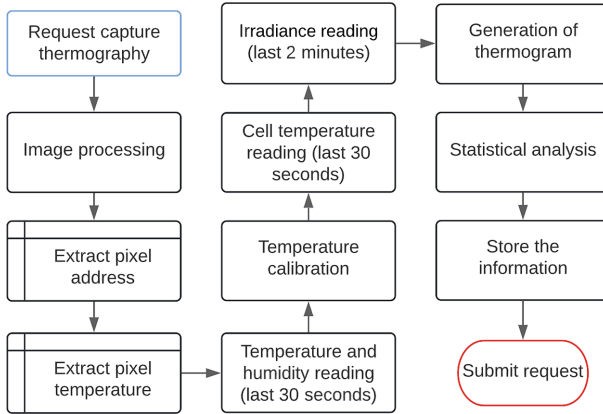 Request capture
thermography
Image processing
Extract pixel
address
Extract pixel
temperature
Temperature and
humidity reading
(last 30 seconds)
Temperature
calibration
Cell temperature
reading (last 30
seconds)
Irradiance reading
(last 2 minutes)
Generation of
thermogram
Statistical analysis
Store the
information
Submit request